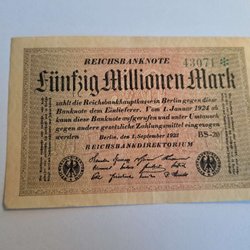 REICHSBANKNOTE
43071 *
Fünfzig Millionen Mark
zahlt die Reichsbankhauptkasse in Berlin gegen diese
Banknote dem Einlieferer. Vom 1. Januar 1924 ab
kann diese Banknote aufgerufen und unter Umtausch
gegen andere gesetzliche Zahlungsmittel eingezogen
werden
Berlin, den 1. September 1923
BS-20
REICHSBANKDIREKTORIUM